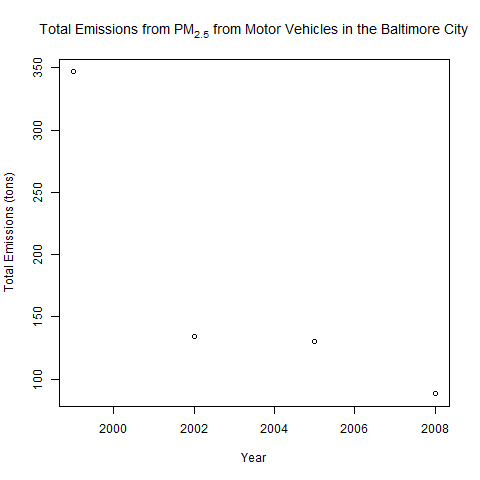 Total Emissions from PM2.5 from Motor Vehicles in the Baltimore City
350
300
250
200
150
100
Total Emissions (tons)
2000 2002 2004 2006 2008
Year